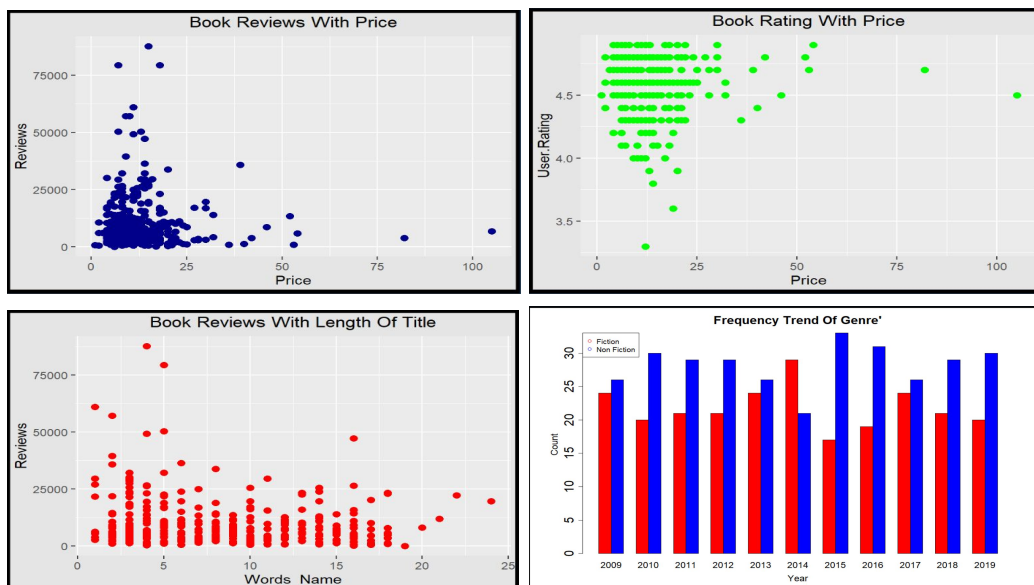 Book Reviews With Price
Reviews
75000
50000
25000
0
0 25 50 75 100
Price
Book Rating With Price
User.Rating
4.5
4.0
3.5
0 25 50 75 100
Price
Book Reviews With Length Of Title
Reviews
75000
50000
25000
0
0 5 10 15 20 25
Words_Name
Frequency Trend Of Genre'
Fiction
Non Fiction
Count
30
25
20
15
10
5
0
2009 2010 2011 2012 2013 2014 2015 2016 2017 2018 2019
Year